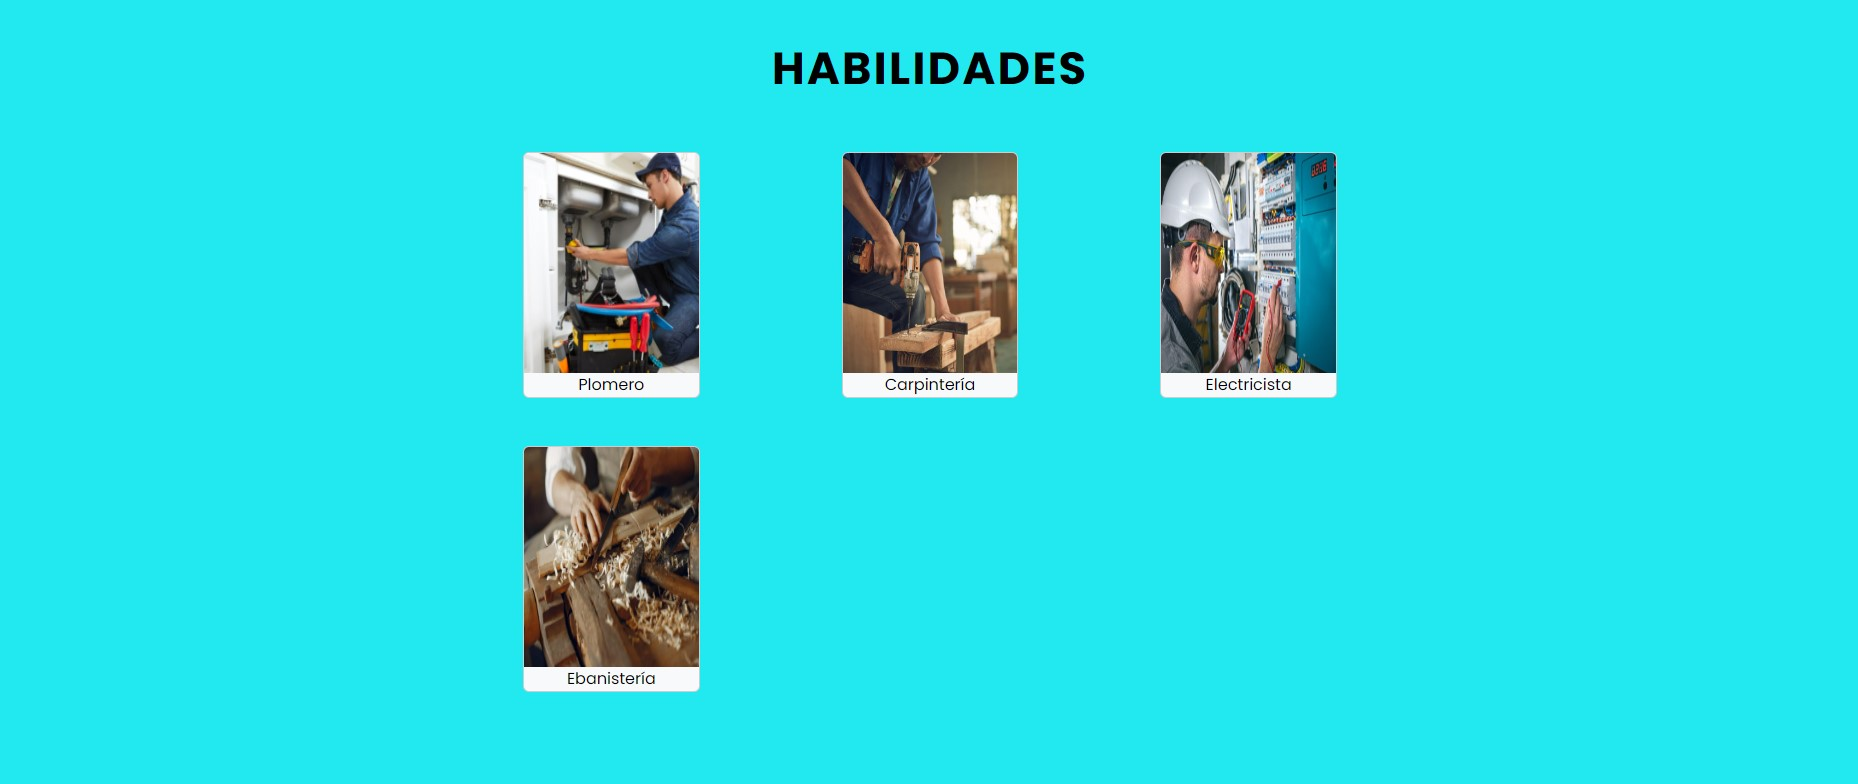 HABILIDADES
Plomero
Carpintería
Electricista
Ebanistería